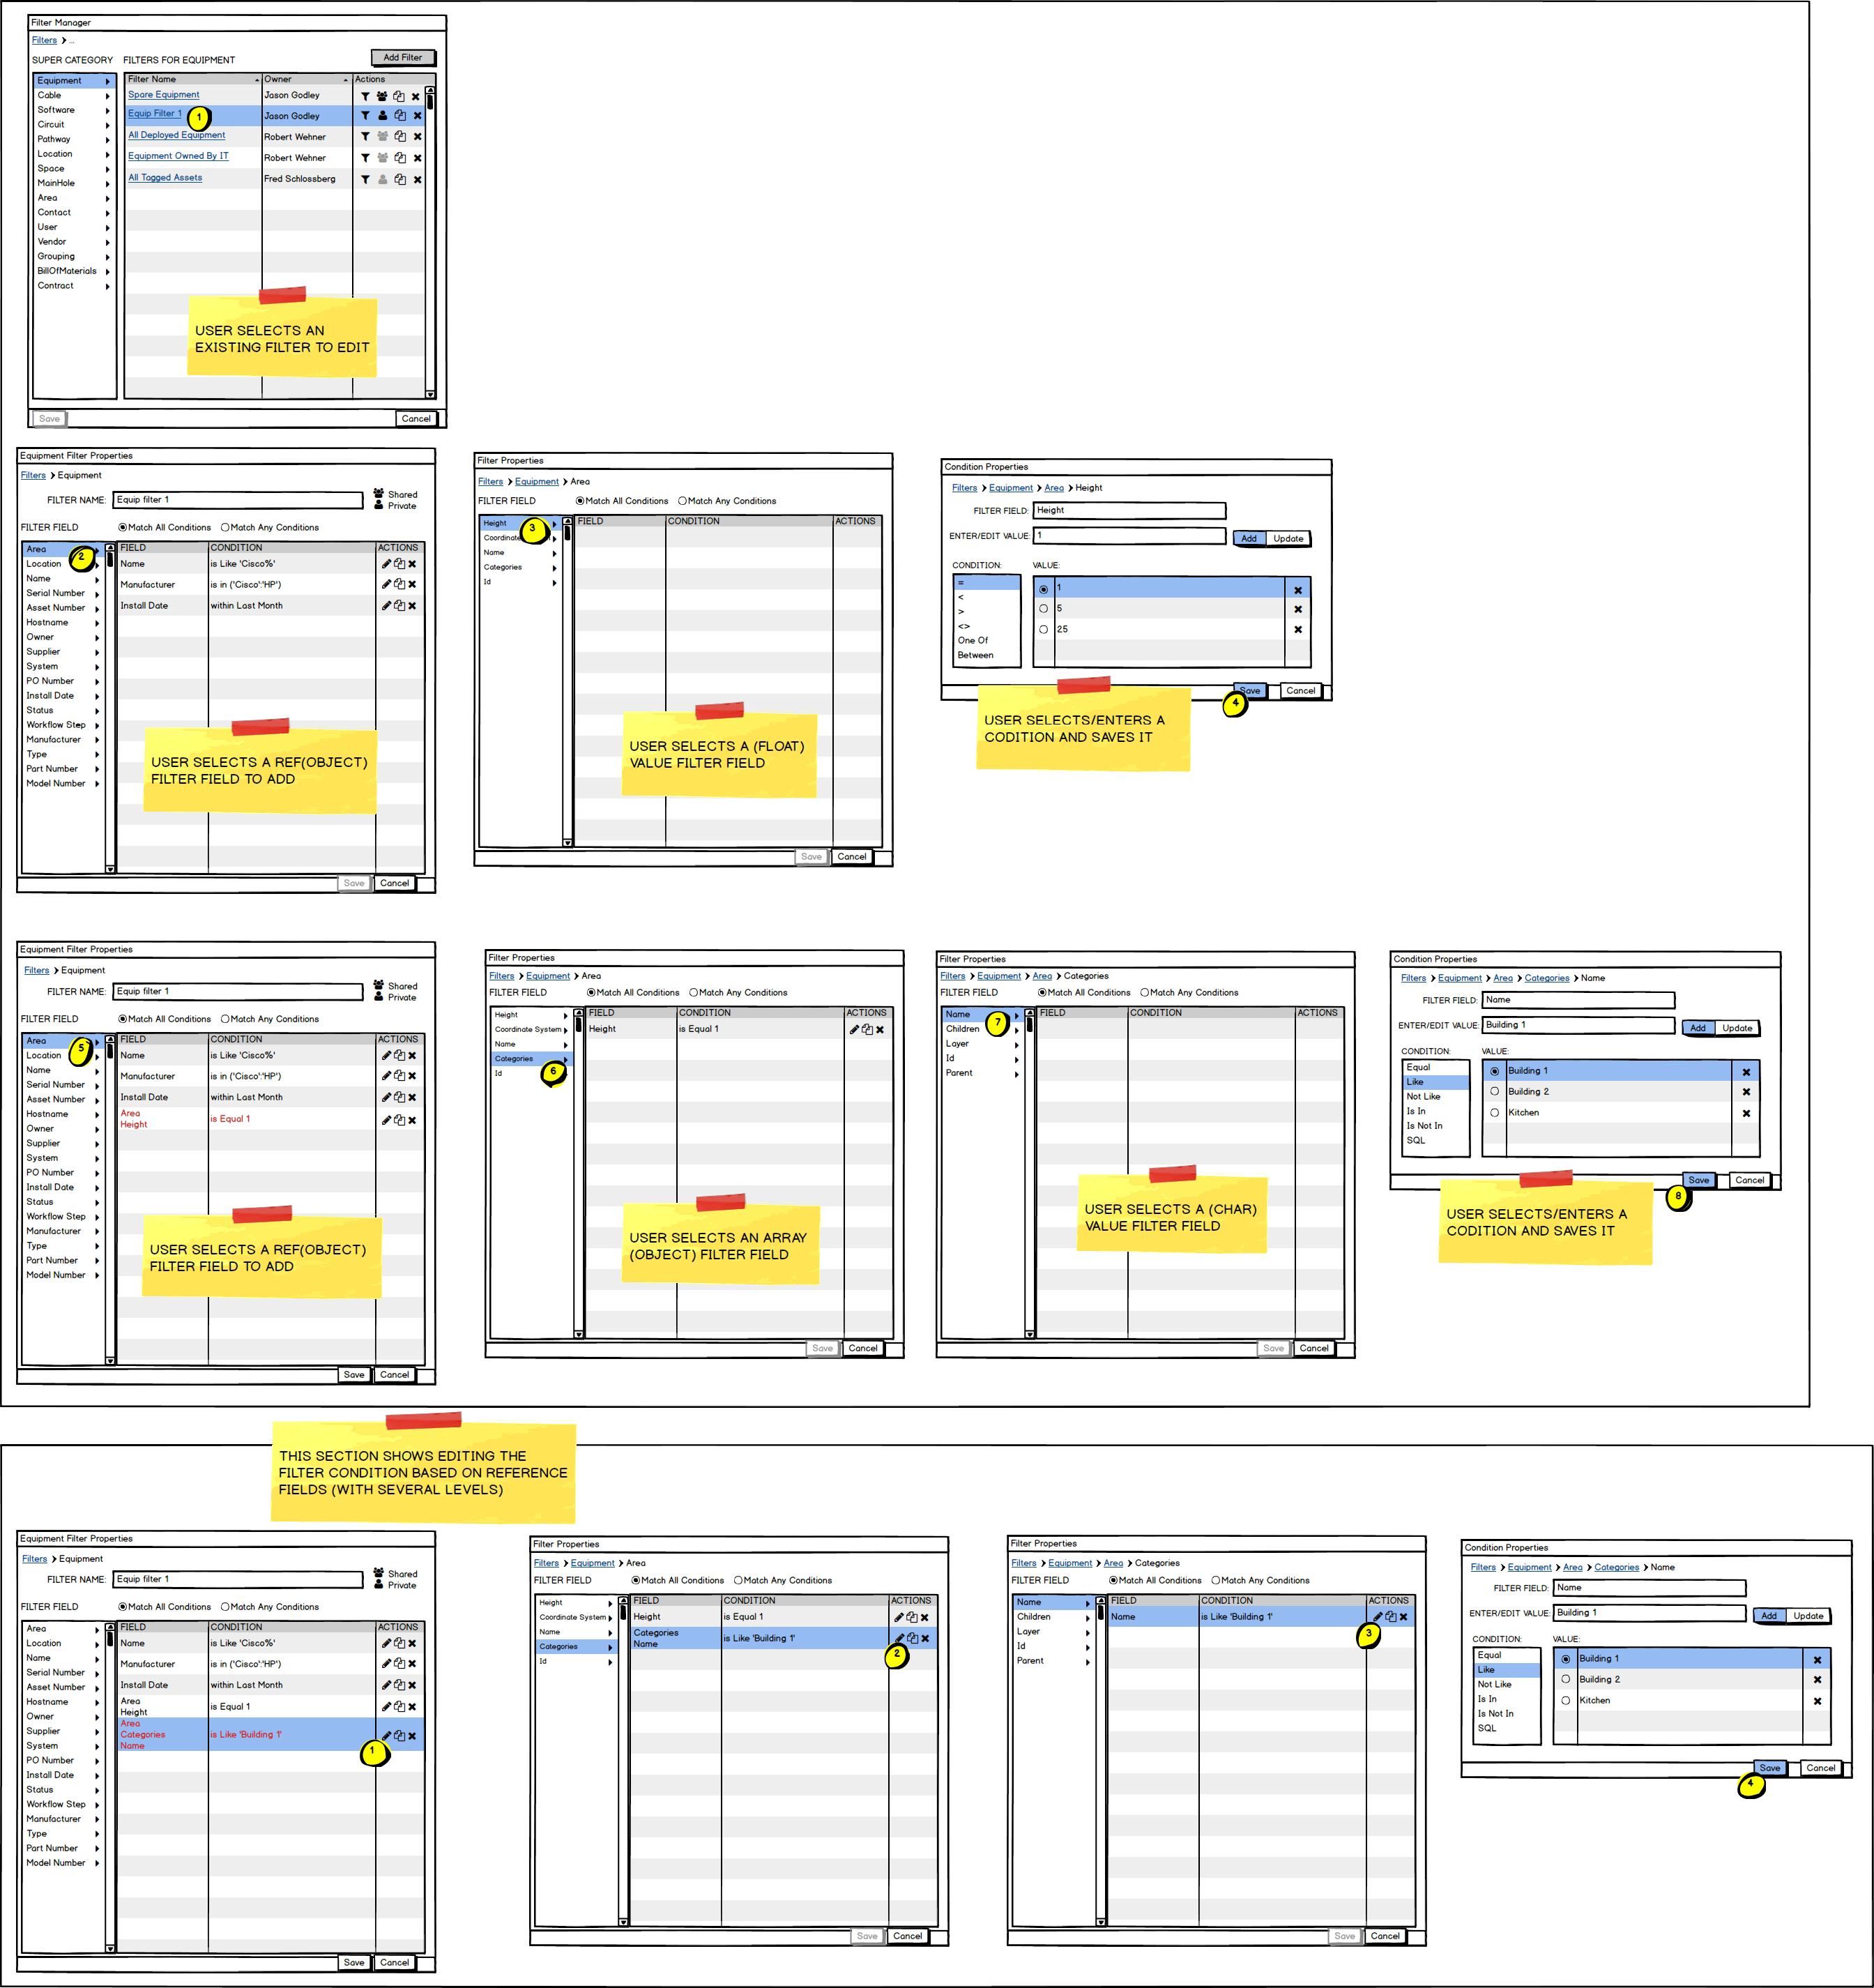 Filter Manager
Filters > ...
SUPER CATEGORY FILTERS FOR EQUIPMENT Add Filter
Equipment
Cable
Software
Circuit
Pathway
Location
Space
MainHole
Area
Contact
User
Vendor
Grouping
BillOfMaterials
Contract
Filter Name Owner Actions
Spare Equipment Jason Godley
Equip Filter 1 1 Jason Godley
All Deployed Equipment Robert Wehner
Equipment Owned By IT Robert Wehner
All Tagged Assets Fred Schlossberg
USER SELECTS AN
EXISTING FILTER TO EDIT
Save Cancel
Equipment Filter Properties
Filters > Equipment
FILTER NAME: Equip filter 1
Shared
Private
FILTER FIELD Match All Conditions Match Any Conditions
Area
2
Location
Name
Serial Number
Asset Number
Hostname
Owner
Supplier
System
PO Number
Install Date
Status
Workflow Step
Manufacturer
Type
Part Number
Model Number
FIELD CONDITION ACTIONS
Name is Like 'Cisco%'
Manufacturer is in ('Cisco':'HP')
Install Date within Last Month
USER SELECTS A REF(OBJECT)
FILTER FIELD TO ADD
Save Cancel
Filter Properties
Filters > Equipment > Area
FILTER FIELD Match All Conditions Match Any Conditions
Height
3
Coordinate
Name
Categories
Id
FIELD CONDITION ACTIONS
USER SELECTS A (FLOAT)
VALUE FILTER FIELD
Save Cancel
Condition Properties
Filters > Equipment > Area > Height
FILTER FIELD: Height
ENTER/EDIT VALUE: 1 Add Update
CONDITION: VALUE:
=
<
>
<>
One Of
Between
1
5
25
Save Cancel
4
USER SELECTS/ENTERS A
CODITION AND SAVES IT
Equipment Filter Properties
Filters > Equipment
FILTER NAME: Equip filter 1
Shared
Private
FILTER FIELD Match All Conditions Match Any Conditions
Area
5
Location
Name
Serial Number
Asset Number
Hostname
Owner
Supplier
System
PO Number
Install Date
Status
Workflow Step
Manufacturer
Type
Part Number
Model Number
FIELD CONDITION ACTIONS
Name is Like 'Cisco%'
Manufacturer is in ('Cisco':'HP')
Install Date within Last Month
Area
Height
is Equal 1
USER SELECTS A REF(OBJECT)
FILTER FIELD TO ADD
Save Cancel
Filter Properties
Filters > Equipment > Area
FILTER FIELD Match All Conditions Match Any Conditions
Height
Coordinate System
Name
Categories
Id
6
FIELD CONDITION ACTIONS
Height is Equal 1
USER SELECTS AN ARRAY
(OBJECT) FILTER FIELD
Save Cancel
Filter Properties
Filters > Equipment > Area > Categories
FILTER FIELD Match All Conditions Match Any Conditions
Name
7
Children
Layer
Id
Parent
FIELD CONDITION ACTIONS
USER SELECTS A (CHAR)
VALUE FILTER FIELD
Save Cancel
Condition Properties
Filters > Equipment > Area > Categories > Name
FILTER FIELD: Name
ENTER/EDIT VALUE: Building 1 Add Update
CONDITION: VALUE:
Equal
Like
Not Like
Is In
Is Not In
SQL
Building 1
Building 2
Kitchen
Save Cancel
8
USER SELECTS/ENTERS A
CODITION AND SAVES IT
THIS SECTION SHOWS EDITING THE
FILTER CONDITION BASED ON REFERENCE
FIELDS (WITH SEVERAL LEVELS)
Equipment Filter Properties
Filters > Equipment
FILTER NAME: Equip filter 1
Shared
Private
FILTER FIELD Match All Conditions Match Any Conditions
Area
Location
Name
Serial Number
Asset Number
Hostname
Owner
Supplier
System
PO Number
Install Date
Status
Workflow Step
Manufacturer
Type
Part Number
Model Number
FIELD CONDITION ACTIONS
Name is Like 'Cisco%'
Manufacturer is in ('Cisco':'HP')
Install Date within Last Month
Area
Height
is Equal 1
Area
Categories
Name
is Like 'Building 1'
1
Save Cancel
Filter Properties
Filters > Equipment > Area
FILTER FIELD Match All Conditions Match Any Conditions
Height
Coordinate System
Name
Categories
Id
FIELD CONDITION ACTIONS
Height is Equal 1
Categories
Name
is Like 'Building 1'
2
Save Cancel
Filter Properties
Filters > Equipment > Area > Categories
FILTER FIELD Match All Conditions Match Any Conditions
Name
Children
Layer
Id
Parent
FIELD CONDITION ACTIONS
Name is Like 'Building 1'
3
Save Cancel
Condition Properties
Filters > Equipment > Area > Categories > Name
FILTER FIELD: Name
ENTER/EDIT VALUE: Building 1 Add Update
CONDITION: VALUE:
Equal
Like
Not Like
Is In
Is Not In
SQL
Building 1
Building 2
Kitchen
Save Cancel
4